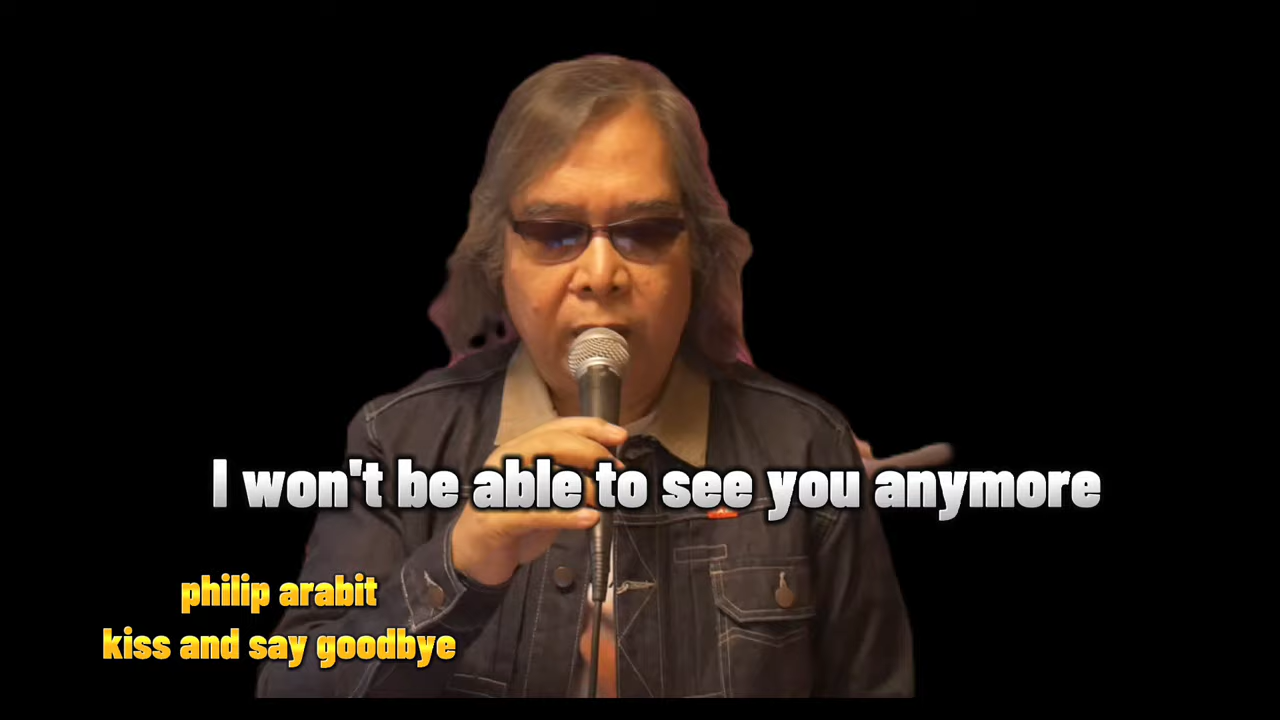 I won't be able to see you anymore
philip arabit
kiss and say goodbye